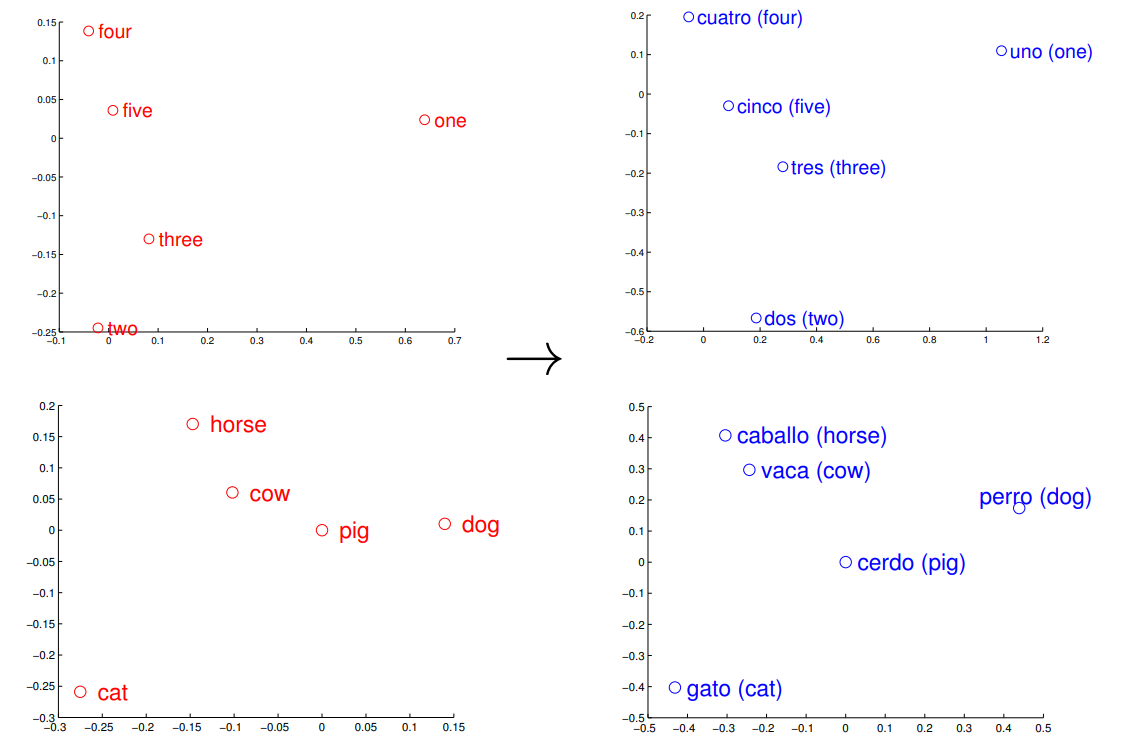 0.15
0.1
0.05
0
−0.05
−0.1
−0.15
−0.2
−0.25
four
five
one
three
two
−0.1 0 0.1 0.2 0.3 0.4 0.5 0.6 0.7
0.2
0.1
0
−0.1
−0.2
−0.3
−0.4
−0.5
−0.6
cuatro (four)
uno (one)
cinco (five)
tres (three)
dos (two)
−0.2 0 0.2 0.4 0.6 0.8 1 1.2
→
0.2
0.15
0.1
0.05
0
−0.05
−0.1
−0.15
−0.2
−0.25
−0.3
horse
cow
pig
dog
cat
−0.3 −0.25 −0.2 −0.15 −0.1 −0.05 0 0.05 0.1 0.15
0.5
0.4
0.3
0.2
0.1
0
−0.1
−0.2
−0.3
−0.4
−0.5
caballo (horse)
vaca (cow)
perro (dog)
cerdo (pig)
gato (cat)
−0.5 −0.4 −0.3 −0.2 −0.1 0 0.1 0.2 0.3 0.4 0.5